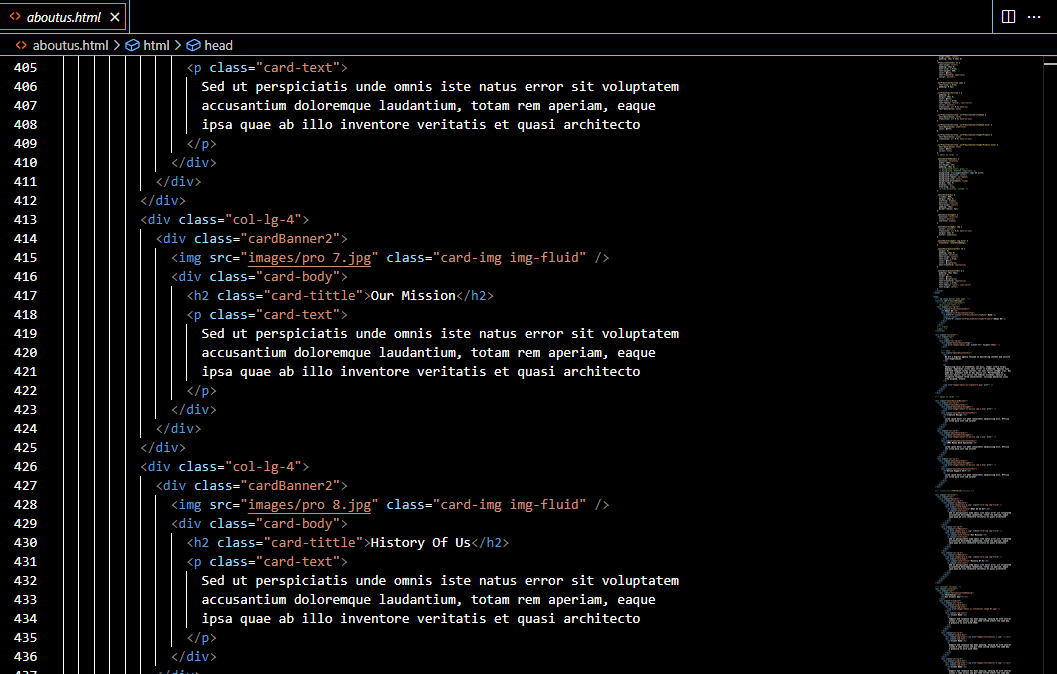 aboutus.html
aboutus.html > html > head
405 <p class="card-text">
406 Sed ut perspiciatis unde omnis iste natus error sit voluptatem
407 accusantium doloremque laudantium, totam rem aperiam, eaque
408 ipsa quae ab illo inventore veritatis et quasi architecto
409 </p>
410 </div>
411 </div>
412 </div>
413 <div class="col-lg-4">
414 <div class="cardBanner2">
415 <img src="images/pro 7.jpg" class="card-img img-fluid" />
416 <div class="card-body">
417 <h2 class="card-tittle">Our Mission</h2>
418 <p class="card-text">
419 Sed ut perspiciatis unde omnis iste natus error sit voluptatem
420 accusantium doloremque laudantium, totam rem aperiam, eaque
421 ipsa quae ab illo inventore veritatis et quasi architecto
422 </p>
423 </div>
424 </div>
425 </div>
426 <div class="col-lg-4">
427 <div class="cardBanner2">
428 <img src="images/pro 8.jpg" class="card-img img-fluid" />
429 <div class="card-body">
430 <h2 class="card-tittle">History Of Us</h2>
431 <p class="card-text">
432 Sed ut perspiciatis unde omnis iste natus error sit voluptatem
433 accusantium doloremque laudantium, totam rem aperiam, eaque
434 ipsa quae ab illo inventore veritatis et quasi architecto
435 </p>
436 </div>
437 </div>